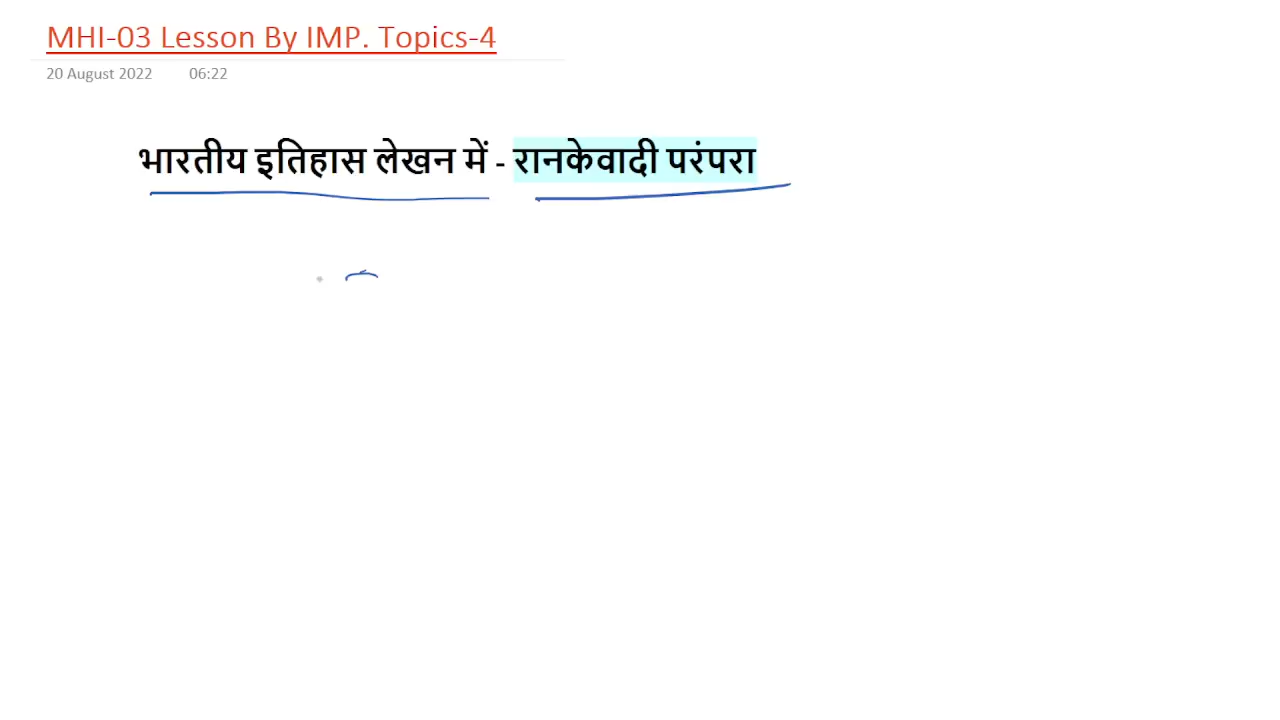 MHI-03 Lesson By IMP. Topics-4
20 August 2022 06:22
भारतीय इतिहास लेखन में - रानकेवादी परंपरा